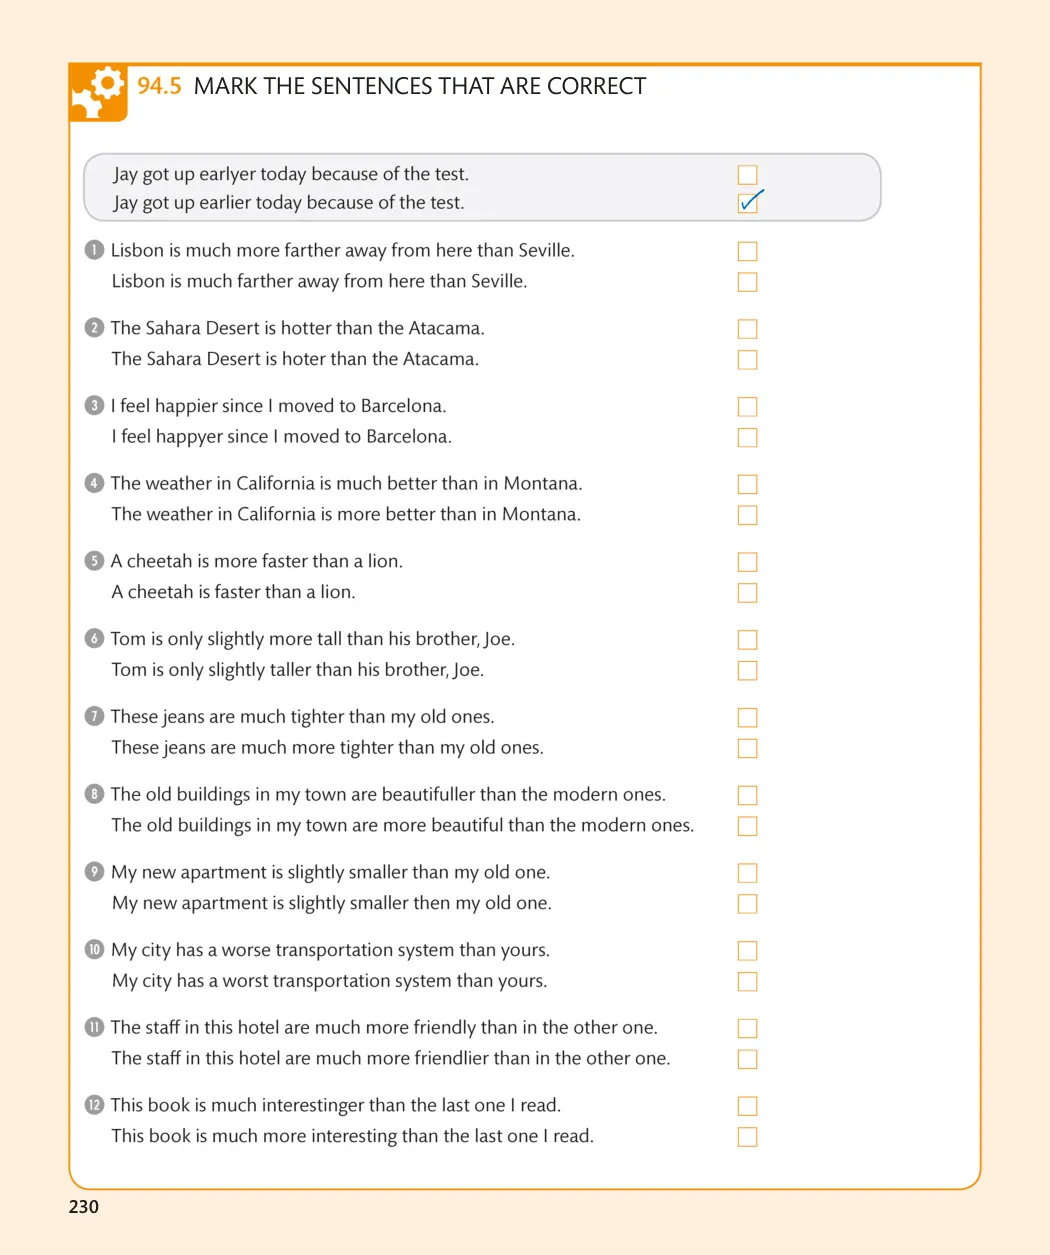 94.5 MARK THE SENTENCES THAT ARE CORRECT
Jay got up earlyer today because of the test.
Jay got up earlier today because of the test.
1 Lisbon is much more farther away from here than Seville.
Lisbon is much farther away from here than Seville.
2 The Sahara Desert is hotter than the Atacama.
The Sahara Desert is hoter than the Atacama.
3 I feel happier since I moved to Barcelona.
I feel happyer since I moved to Barcelona.
4 The weather in California is much better than in Montana.
The weather in California is more better than in Montana.
5 A cheetah is more faster than a lion.
A cheetah is faster than a lion.
6 Tom is only slightly more tall than his brother, Joe.
Tom is only slightly taller than his brother, Joe.
7 These jeans are much tighter than my old ones.
These jeans are much more tighter than my old ones.
8 The old buildings in my town are beautifuller than the modern ones.
The old buildings in my town are more beautiful than the modern ones.
9 My new apartment is slightly smaller than my old one.
My new apartment is slightly smaller then my old one.
10 My city has a worse transportation system than yours.
My city has a worst transportation system than yours.
11 The staff in this hotel are much more friendly than in the other one.
The staff in this hotel are much more friendlier than in the other one.
12 This book is much interestinger than the last one I read.
This book is much more interesting than the last one I read.
230